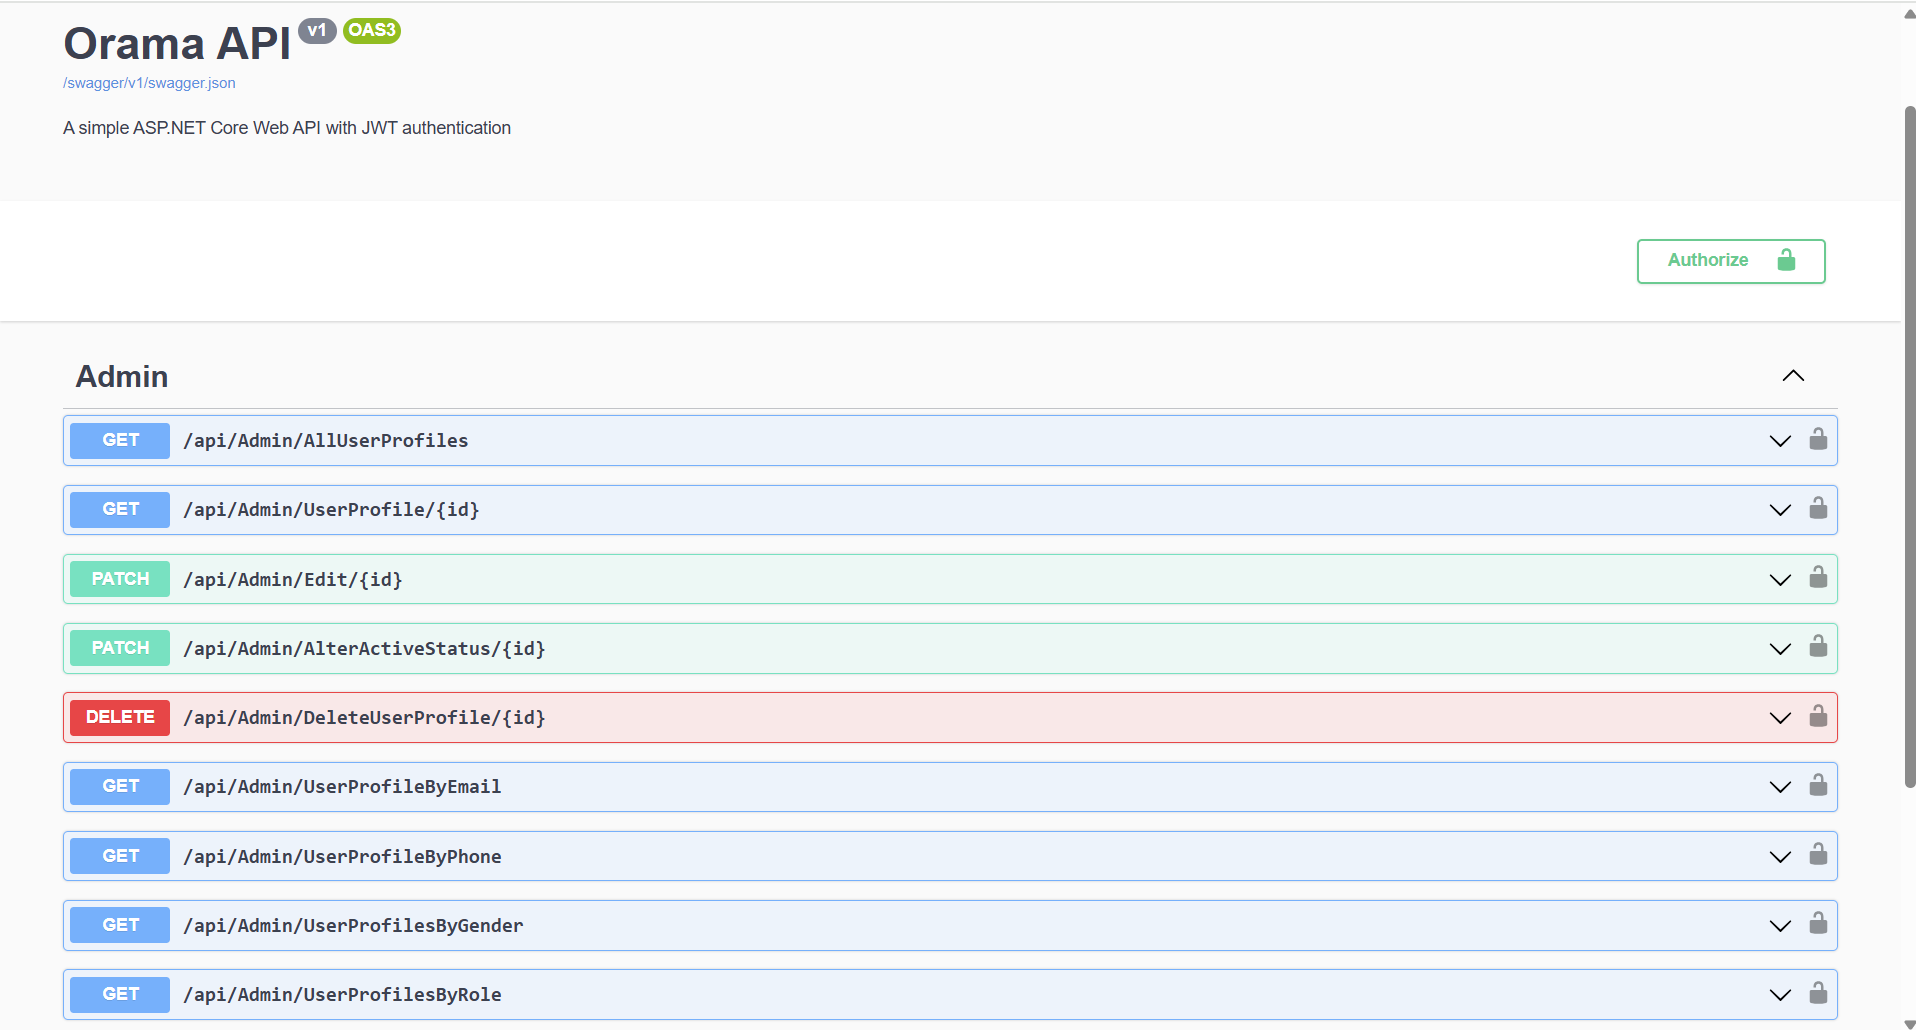 Orama API v1 OAS3
/swagger/v1/swagger.json
A simple ASP.NET Core Web API with JWT authentication
Authorize
Admin
GET /api/Admin/AllUserProfiles
GET /api/Admin/UserProfile/{id}
PATCH /api/Admin/Edit/{id}
PATCH /api/Admin/AlterActiveStatus/{id}
DELETE /api/Admin/DeleteUserProfile/{id}
GET /api/Admin/UserProfileByEmail
GET /api/Admin/UserProfileByPhone
GET /api/Admin/UserProfilesByGender
GET /api/Admin/UserProfilesByRole